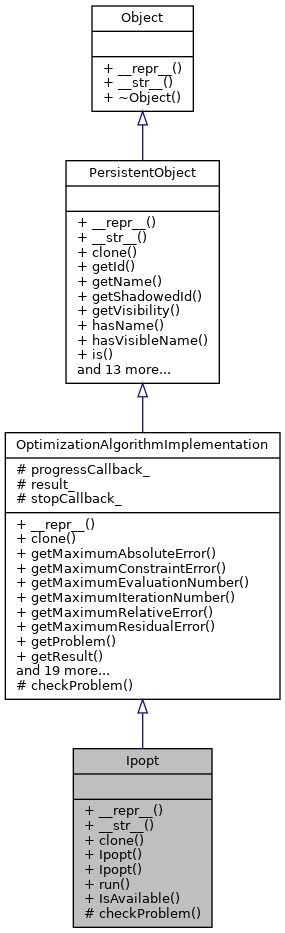 Object
+ __repr__()
+ __str__()
+ ~Object()
PersistentObject
+ __repr__()
+ __str__()
+ clone()
+ getId()
+ getName()
+ getShadowedId()
+ getVisibility()
+ hasName()
+ hasVisibleName()
+ is()
and 13 more...
OptimizationAlgorithmImplementation
# progressCallback_
# result_
# stopCallback_
+ __repr__()
+ clone()
+ getMaximumAbsoluteError()
+ getMaximumConstraintError()
+ getMaximumEvaluationNumber()
+ getMaximumIterationNumber()
+ getMaximumRelativeError()
+ getMaximumResidualError()
+ getProblem()
+ getResult()
and 19 more...
# checkProblem()
Ipopt
+ __repr__()
+ __str__()
+ clone()
+ Ipopt()
+ Ipopt()
+ run()
+ IsAvailable()
# checkProblem()